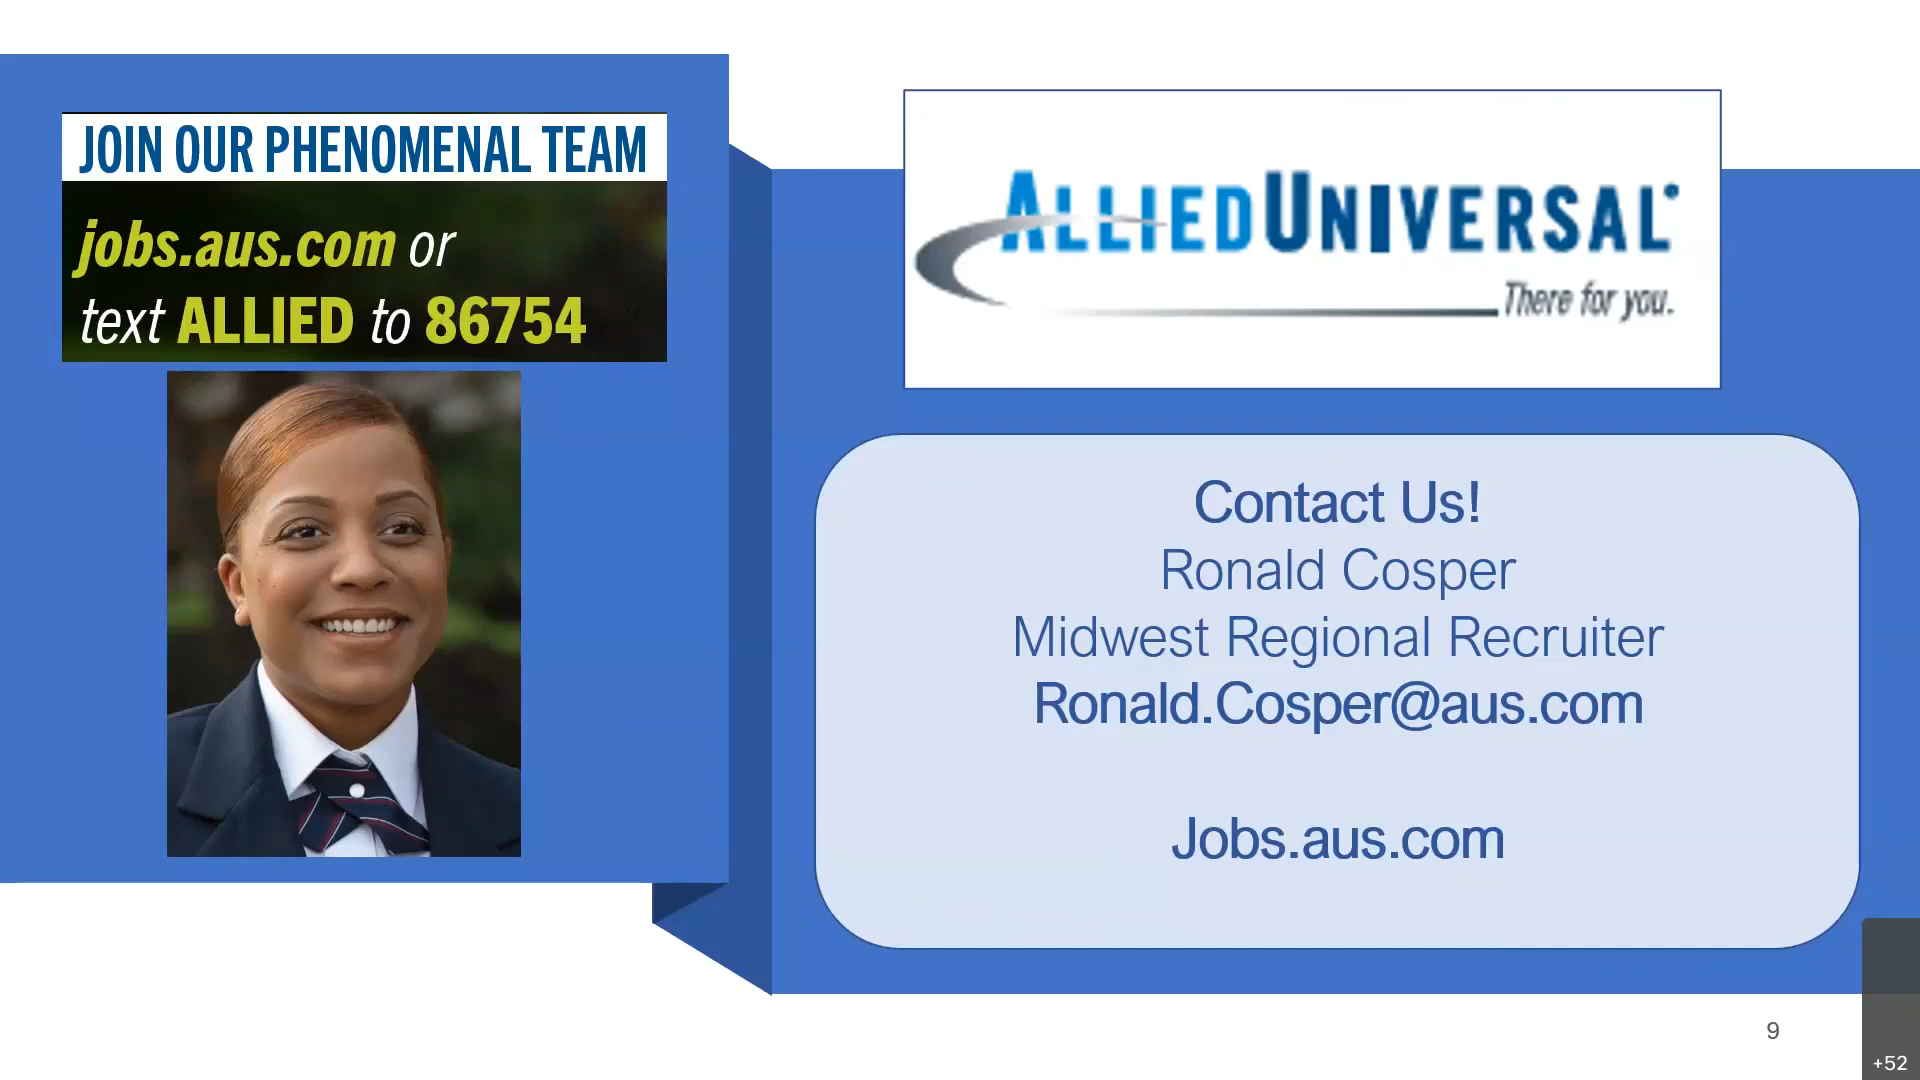 JOIN OUR PHENOMENAL TEAM
jobs.aus.com or
text ALLIED to 86754
ALLIEDUNIVERSAL
There for you.
Contact Us!
Ronald Cosper
Midwest Regional Recruiter
Ronald.Cosper@aus.com
Jobs.aus.com
9
+52